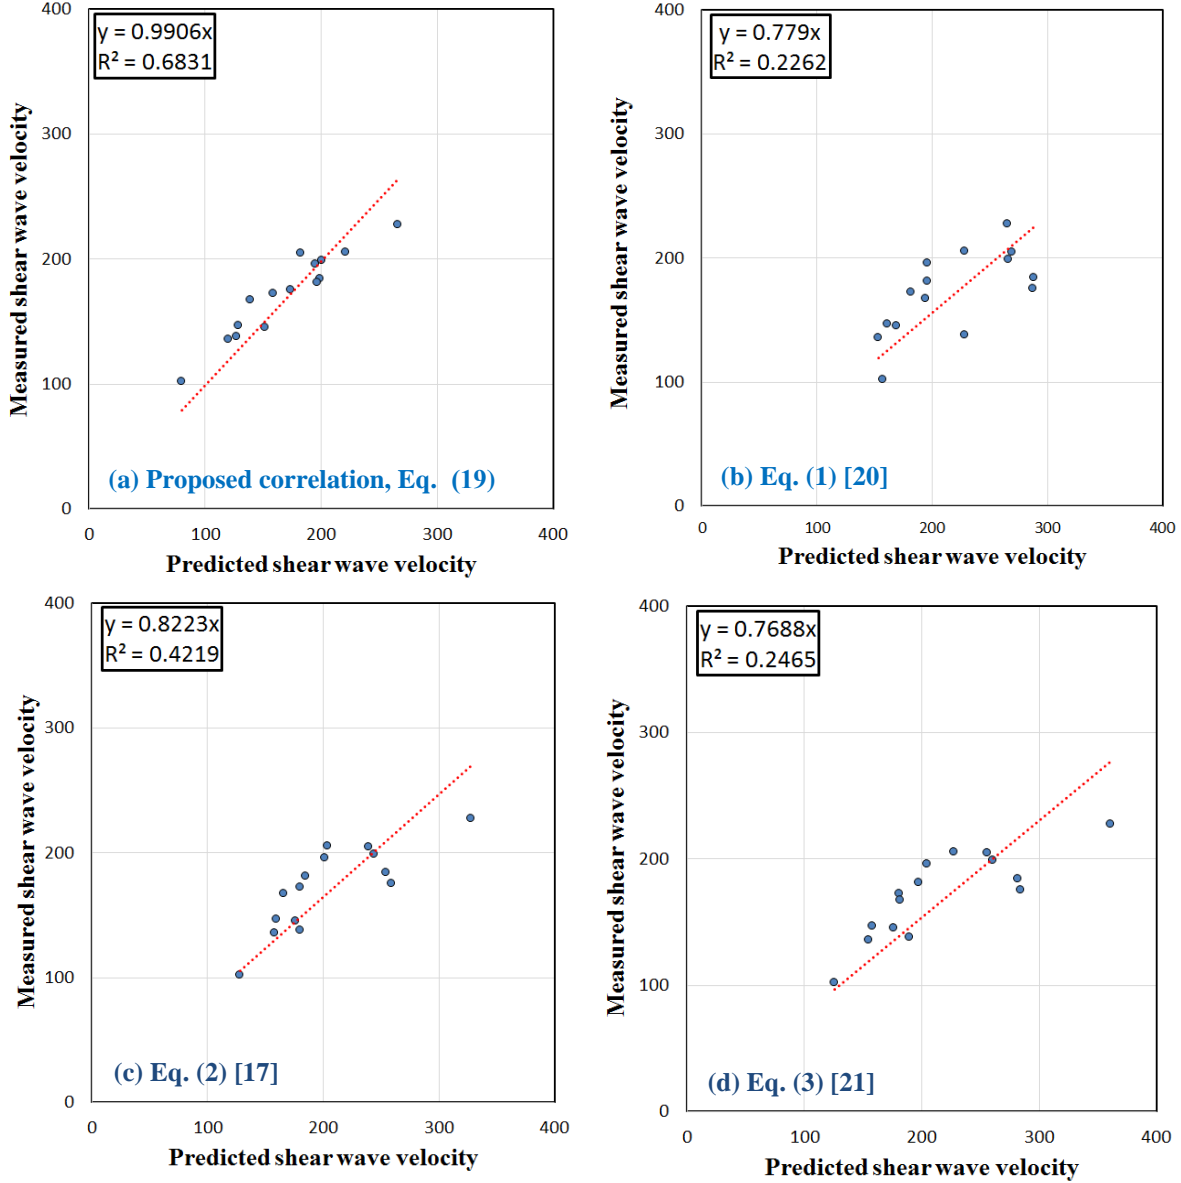 y = 0.9906x
R² = 0.6831
400
300
200
100
0
Measured shear wave velocity
(a) Proposed correlation, Eq. (19)
0 100 200 300 400
Predicted shear wave velocity
y = 0.779x
R² = 0.2262
400
300
200
100
0
Measured shear wave velocity
(b) Eq. (1) [20]
0 100 200 300 400
Predicted shear wave velocity
y = 0.8223x
R² = 0.4219
400
300
200
100
0
Measured shear wave velocity
(c) Eq. (2) [17]
0 100 200 300 400
Predicted shear wave velocity
y = 0.7688x
R² = 0.2465
400
300
200
100
0
Measured shear wave velocity
(d) Eq. (3) [21]
0 100 200 300 400
Predicted shear wave velocity